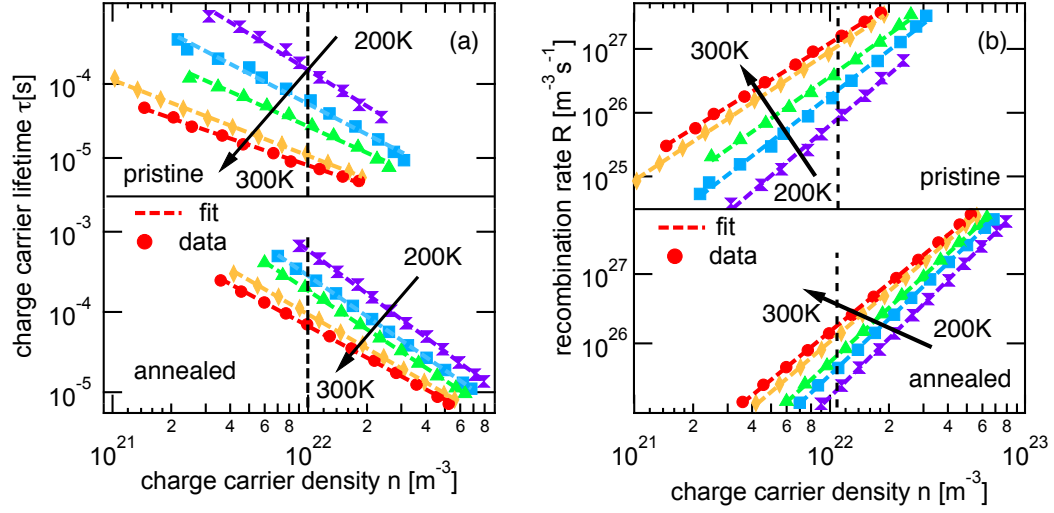 charge carrier lifetime τ[s]
(a)
200K
10⁻⁴
10⁻⁵
pristine
300K
fit
data
10⁻³
200K
10⁻⁴
300K
10⁻⁵
annealed
2 4 6 8 2 4 6 8
10²¹ 10²²
charge carrier density n [m⁻³]
recombination rate R [m⁻³ s⁻¹]
(b)
10²⁷
300K
10²⁶
10²⁵
200K
pristine
fit
data
10²⁷
300K
200K
10²⁶
annealed
2 4 6 8 2 4 6 8
10²¹ 10²² 10²³
charge carrier density n [m⁻³]